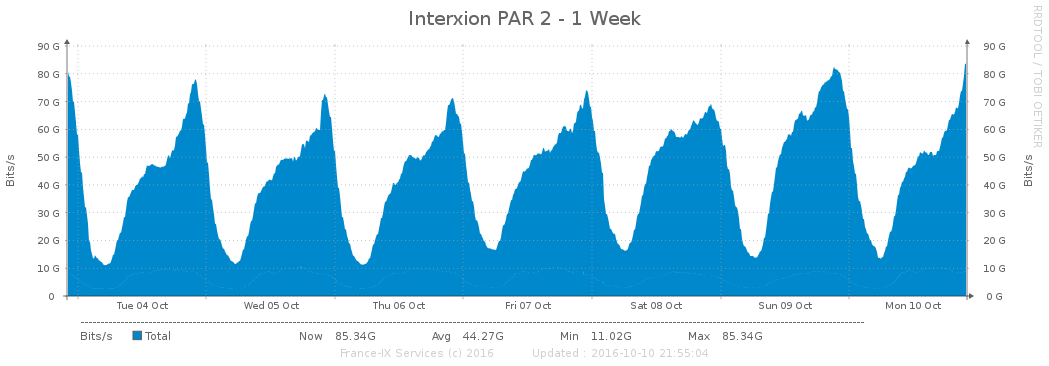 Interxion PAR 2 - 1 Week
RRDTOOL / TOBI OETIKER
90 G 90 G
80 G 80 G
70 G 70 G
60 G 60 G
50 G 50 G
40 G 40 G
30 G 30 G
20 G 20 G
10 G 10 G
0 0 G
Bits/s
Bits/s
Tue 04 Oct Wed 05 Oct Thu 06 Oct Fri 07 Oct Sat 08 Oct Sun 09 Oct Mon 10 Oct
Bits/s Total Now 85.34G Avg 44.27G Min 11.02G Max 85.34G
France-IX Services (c) 2016 Updated : 2016-10-10 21:55:04